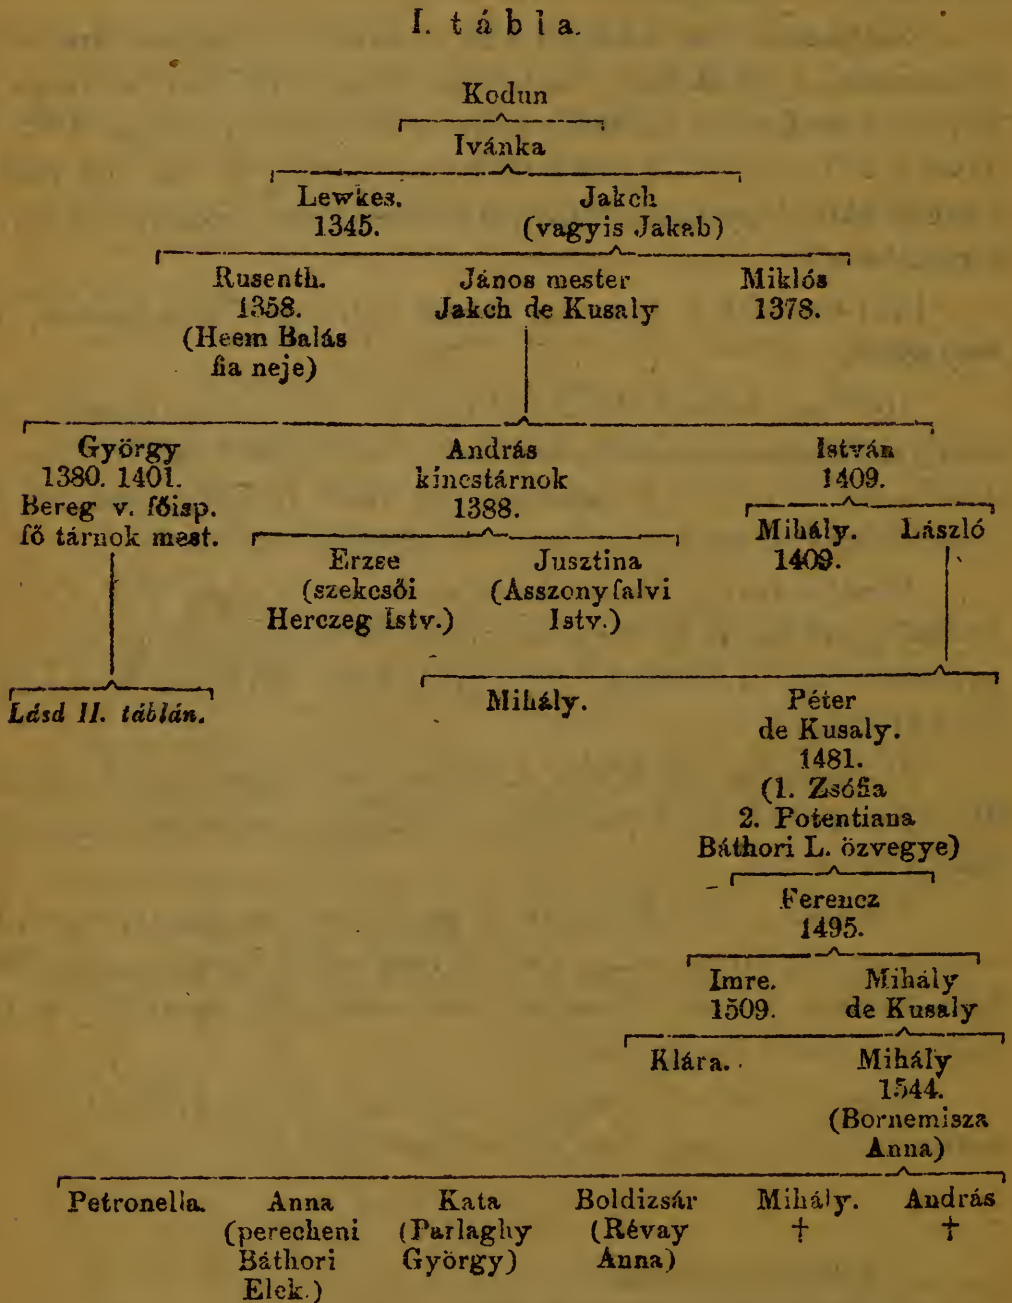 I. tábla.
Kodun
Ivánka
Lewkes. Jakch
1345. (vagyis Jakab)
Rusenth. János mester Miklós
1358. Jakch de Kusaly 1378.
(Heem Balás
fia neje)
György András István
1380. 1401. kincstárnok 1409.
Bereg v. főisp. 1388.
fő tárnok mest. Mihály. László
1409.
Erzse Jusztina
(szekcsői (Asszonyfalvi
Herczeg Istv.) Istv.)
Lásd II. táblán. Mihály. Péter
de Kusaly.
1481.
(1. Zsófia
2. Potentiana
Báthori L. özvegye)
Ferencz
1495.
Imre. Mihály
1509. de Kusaly
Klára. Mihály
1544.
(Bornemisza
Anna)
Petronella. Anna Kata Boldizsár Mihály. András
(perecheni (Parlaghy (Révay † †
Báthori György) Anna)
Elek.)